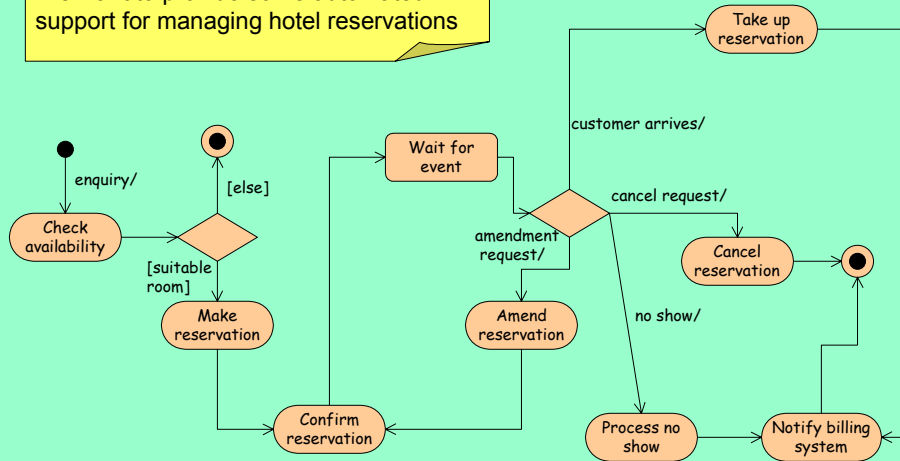 support for managing hotel reservations
Take up
reservation
customer arrives/
Wait for
event
enquiry/
[else]
cancel request/
Check
availability
amendment
request/
Cancel
reservation
[suitable
room]
Make
reservation
Amend
reservation
no show/
Confirm
reservation
Process no
show
Notify billing
system